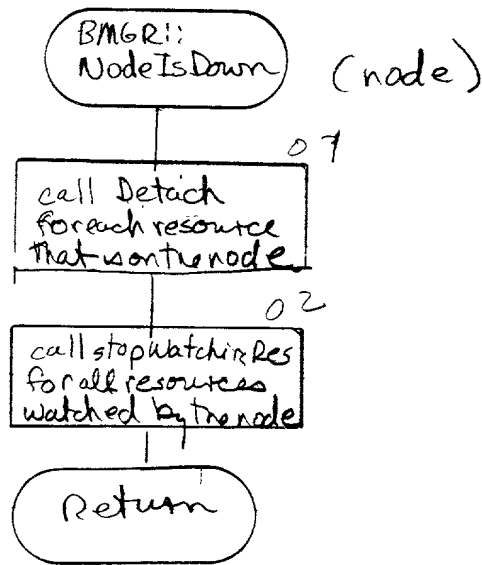 BMGR::
NodeIsDown
(node)
01
call Detach
foreach resource
that is on the node
02
call stopWatchingRes
for all resources
watched by the node
Return